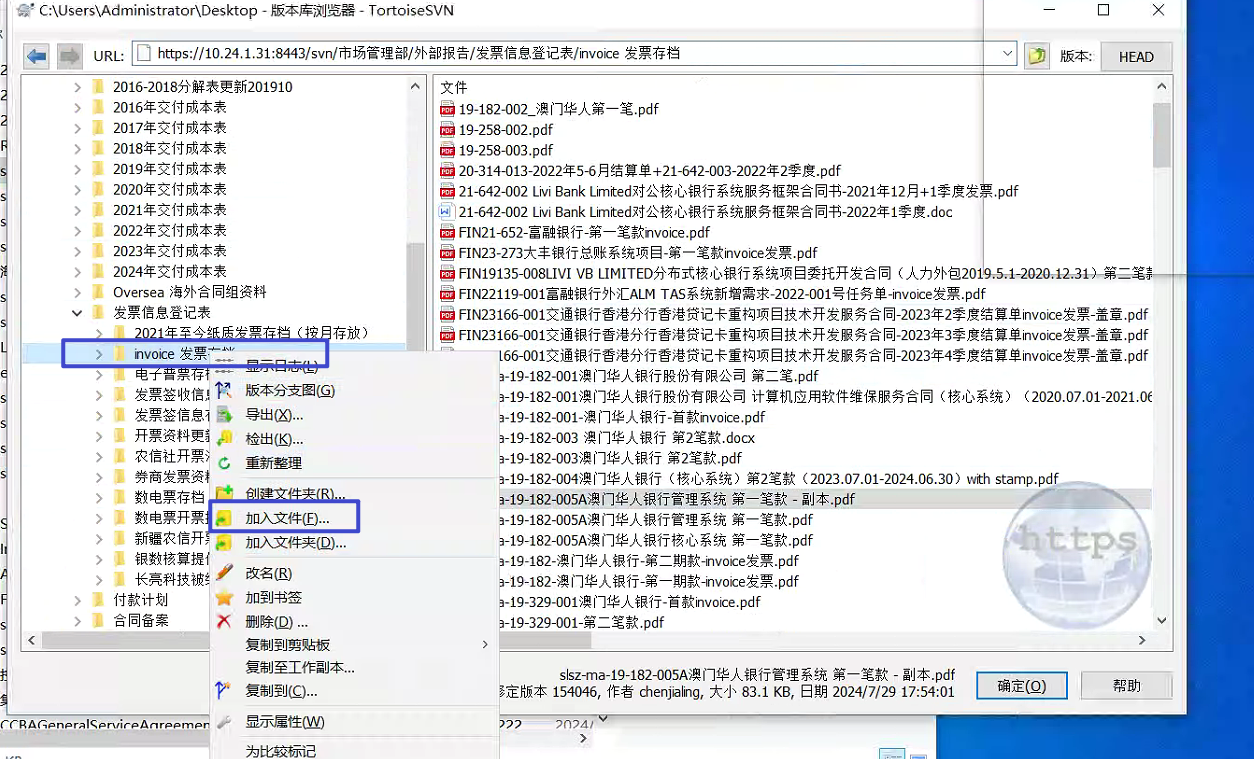 C:\Users\Administrator\Desktop - 版本库浏览器 - TortoiseSVN
URL: https://10.24.1.31:8443/svn/市场管理部/外部报告/发票信息登记表/invoice 发票存档 版本: HEAD
2016-2018分解表更新201910
2016年交付成本表
2017年交付成本表
2018年交付成本表
2019年交付成本表
2020年交付成本表
2021年交付成本表
2022年交付成本表
2023年交付成本表
2024年交付成本表
Oversea 海外合同组资料
发票信息登记表
2021年至今纸质发票存档（按月存放）
invoice 发票存档
电子普票存
发票签收信息
发票签信息
开票资料更
农信社开票
券商发票资
数电票存档
数电票开票
新疆农信开
银数核算提
长亮科技被
付款计划
合同备案
文件
19-182-002_澳门华人第一笔.pdf
19-258-002.pdf
19-258-003.pdf
20-314-013-2022年5-6月结算单+21-642-003-2022年2季度.pdf
21-642-002 Livi Bank Limited对公核心银行系统服务框架合同书-2021年12月+1季度发票.pdf
21-642-002 Livi Bank Limited对公核心银行系统服务框架合同书-2022年1季度.doc
FIN21-652-富融银行-第一笔款invoice.pdf
FIN23-273大丰银行总账系统项目-第一笔款invoice发票.pdf
FIN19135-008LIVI VB LIMITED分布式核心银行系统项目委托开发合同（人力外包2019.5.1-2020.12.31）第二笔
FIN22119-001富融银行外汇ALM TAS系统新增需求-2022-001号任务单-invoice发票.pdf
FIN23166-001交通银行香港分行香港贷记卡重构项目技术开发服务合同-2023年2季度结算单invoice发票-盖章.pdf
FIN23166-001交通银行香港分行香港贷记卡重构项目技术开发服务合同-2023年3季度结算单invoice发票-盖章.pdf
166-001交通银行香港分行香港贷记卡重构项目技术开发服务合同-2023年4季度结算单invoice发票-盖章.pdf
a-19-182-001澳门华人银行股份有限公司 第二笔.pdf
a-19-182-001澳门华人银行股份有限公司 计算机应用软件维保服务合同（核心系统）（2020.07.01-2021.06
a-19-182-001-澳门华人银行-首款invoice.pdf
a-19-182-003 澳门华人银行 第2笔款.docx
a-19-182-003澳门华人银行 第2笔款.pdf
a-19-182-004澳门华人银行（核心系统）第2笔款（2023.07.01-2024.06.30）with stamp.pdf
a-19-182-005A澳门华人银行管理系统 第一笔款 - 副本.pdf
a-19-182-005A澳门华人银行管理系统 第一笔款.pdf
a-19-182-005A澳门华人银行核心系统 第一笔款.pdf
a-19-182-澳门华人银行-第二期款-invoice发票.pdf
a-19-182-澳门华人银行-第一期款-invoice发票.pdf
a-19-329-001澳门华人银行-首款invoice.pdf
a-19-329-001-第二笔款.pdf
https
显示日志(L)
版本分支图(G)
导出(X)...
检出(K)...
重新整理
创建文件夹(R)...
加入文件(F)...
加入文件夹(D)...
改名(R)
加到书签
删除(D) ...
复制到剪贴板
复制至工作副本...
复制到(C)...
显示属性(W)
为比较标记
slsz-ma-19-182-005A澳门华人银行管理系统 第一笔款 - 副本.pdf
修定版本 154046, 作者 chenjialing, 大小 83.1 KB, 日期 2024/7/29 17:54:01
确定(O)
帮助
CCBAGeneralServiceAgreemen